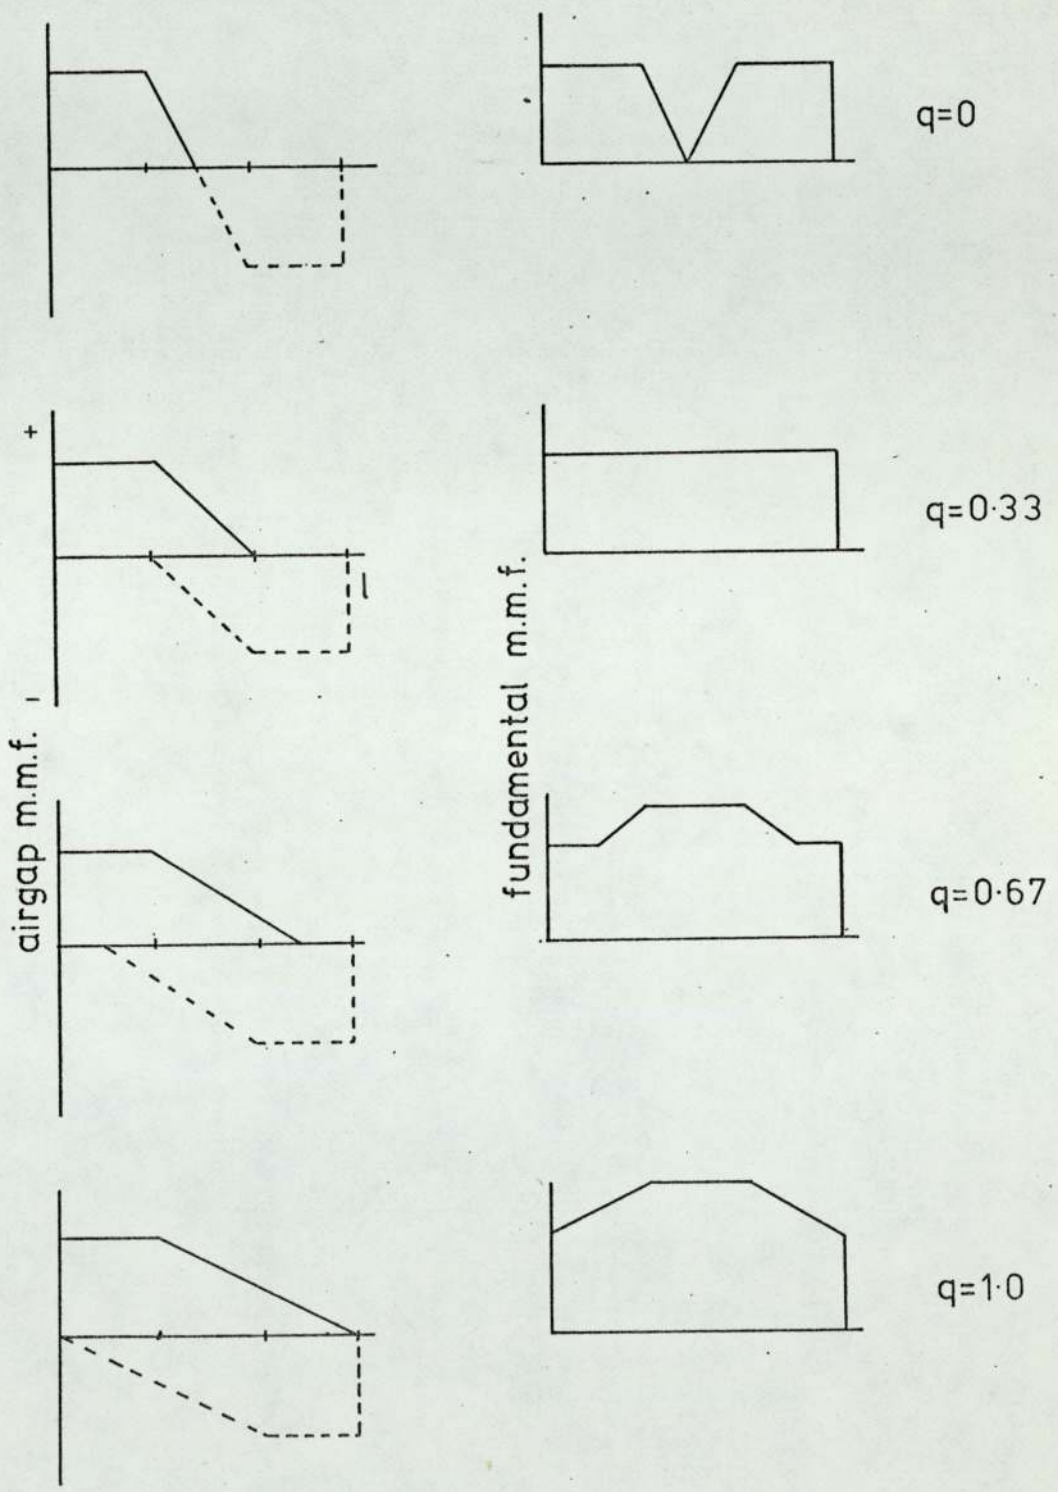 q=0
+
q=0·33
airgap m.m.f.
-
fundamental m.m.f.
q=0·67
q=1·0